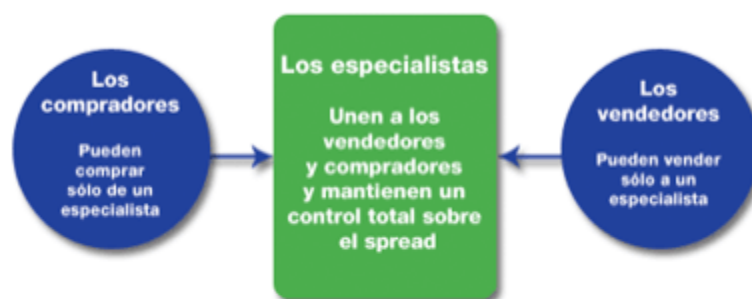 Los
compradores
Pueden
comprar
sólo de un
especialista
Los especialistas
Unen a los
vendedores
y compradores
y mantienen un
control total sobre
el spread
Los
vendedores
Pueden vender
sólo a un
especialista